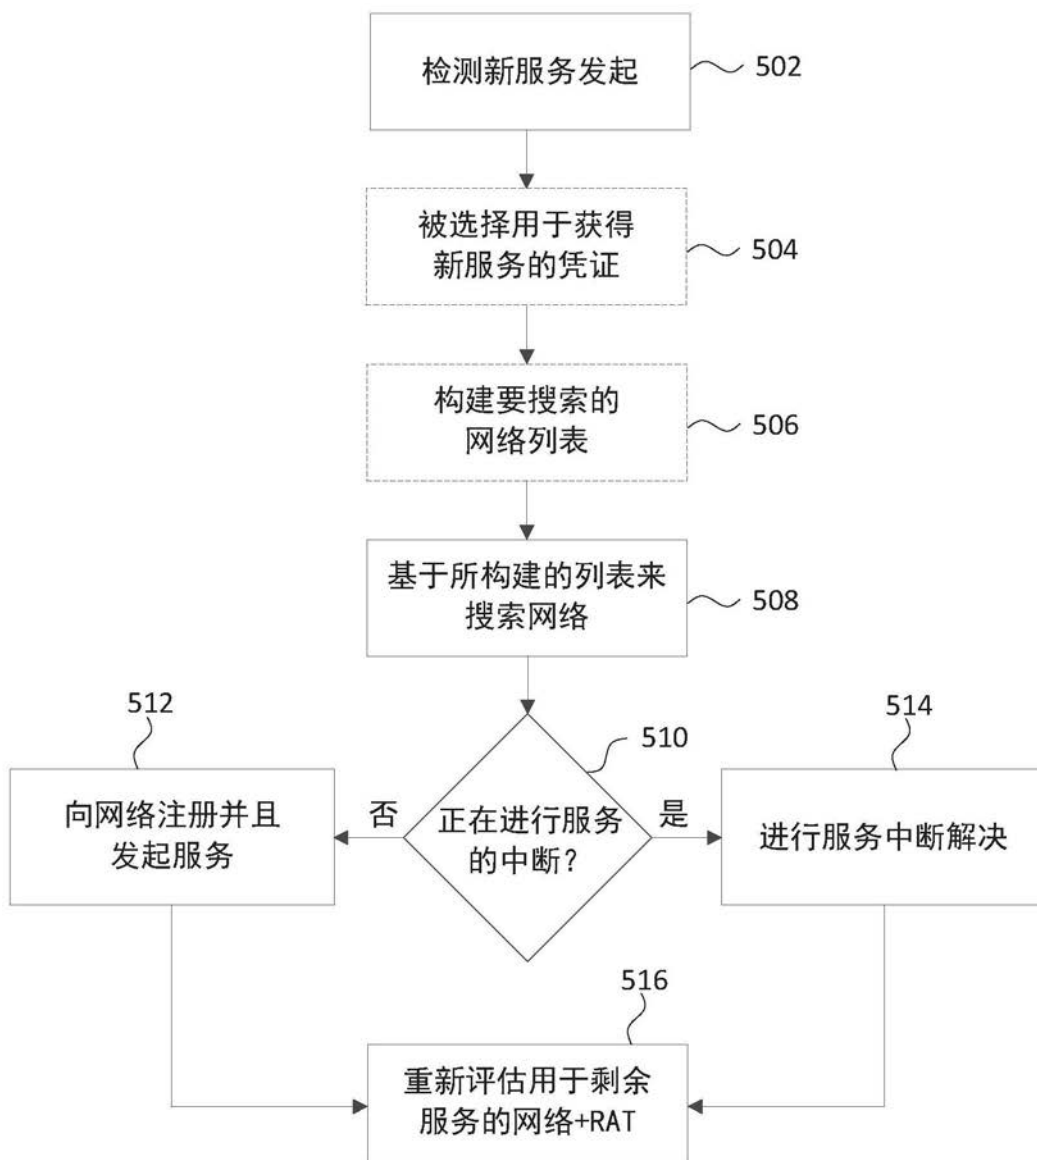 检测新服务发起
502
被选择用于获得
新服务的凭证
504
构建要搜索的
网络列表
506
基于所构建的列表来
搜索网络
508
512
510
514
向网络注册并且
发起服务
否
正在进行服务
的中断?
是
进行服务中断解决
516
重新评估用于剩余
服务的网络+RAT